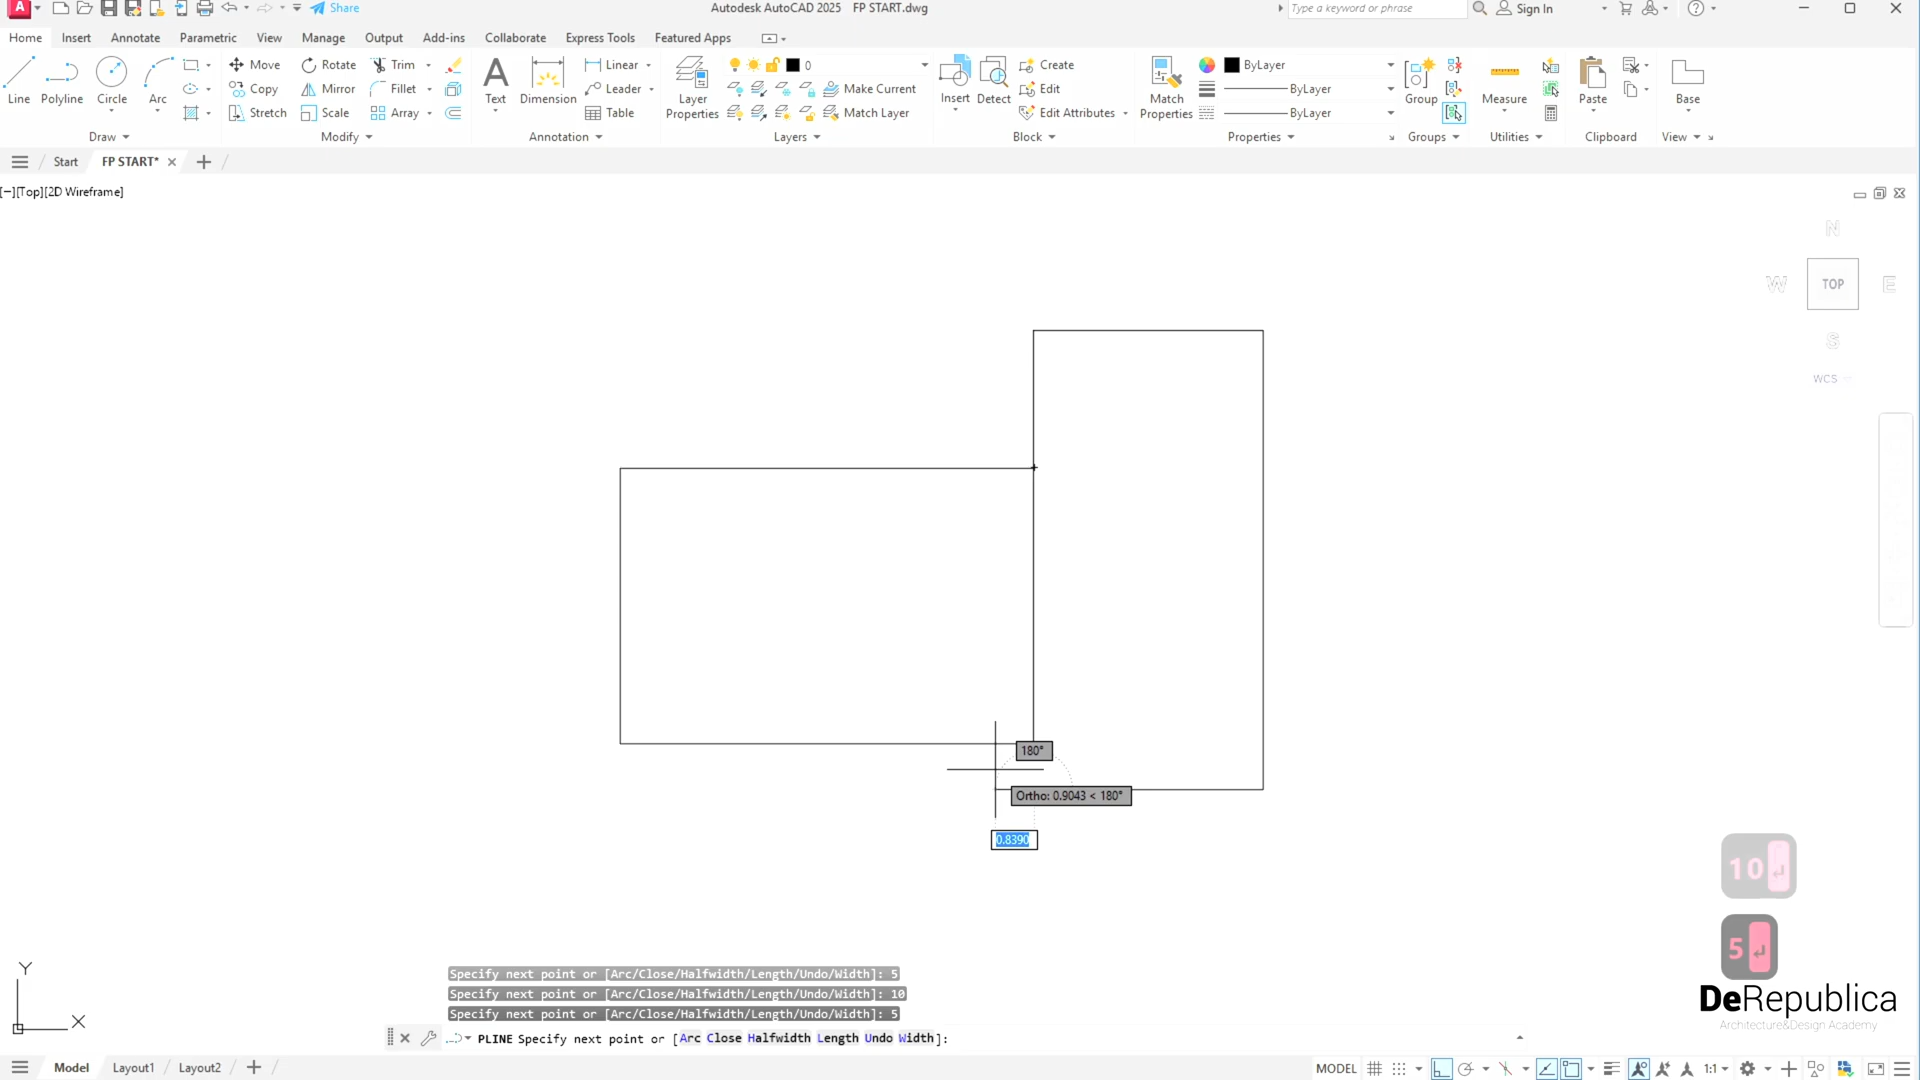 A Share Autodesk AutoCAD 2025 FP START.dwg Type a keyword or phrase Sign In
Home Insert Annotate Parametric View Manage Output Add-ins Collaborate Express Tools Featured Apps
Line Polyline Circle Arc
Draw
Move Rotate Trim
Copy Mirror Fillet
Stretch Scale Array
Modify
Text Dimension
Linear
Leader
Table
Annotation
Layer
Properties
0
Make Current
Match Layer
Layers
Insert Detect
Create
Edit
Edit Attributes
Block
Match
Properties
ByLayer
ByLayer
ByLayer
Properties
Group
Groups
Measure
Utilities
Paste
Clipboard
Base
View
Start FP START*
[−][Top][2D Wireframe]
N
W TOP E
S
WCS
180°
Ortho: 0.9043 < 180°
0.8390
10
5
DeRepublica
Architecture&Design Academy
Y
X
Specify next point or [Arc/Close/Halfwidth/Length/Undo/Width]: 5
Specify next point or [Arc/Close/Halfwidth/Length/Undo/Width]: 10
Specify next point or [Arc/Close/Halfwidth/Length/Undo/Width]: 5
PLINE Specify next point or [Arc Close Halfwidth Length Undo Width]:
Model Layout1 Layout2 MODEL 1:1